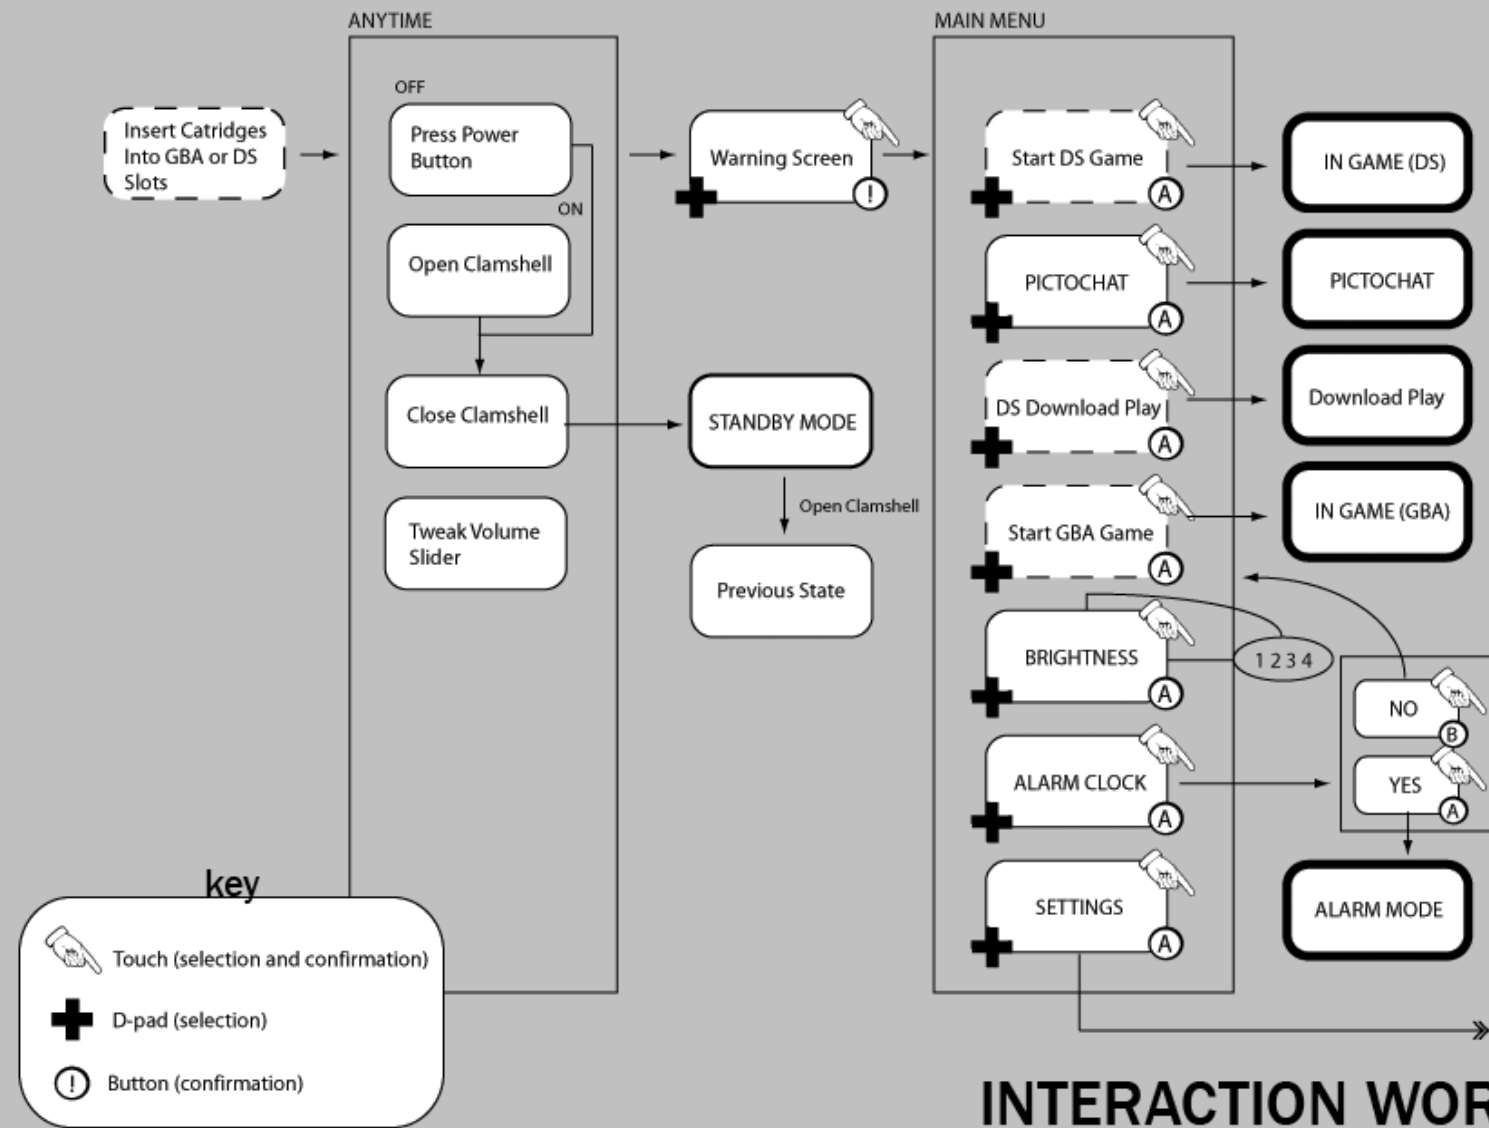 ANYTIME
MAIN MENU
OFF
Insert Catridges
Into GBA or DS
Slots
Press Power
Button
ON
Open Clamshell
Close Clamshell
Tweak Volume
Slider
Warning Screen
!
STANDBY MODE
Open Clamshell
Previous State
Start DS Game
A
IN GAME (DS)
PICTOCHAT
A
PICTOCHAT
DS Download Play
A
Download Play
Start GBA Game
A
IN GAME (GBA)
BRIGHTNESS
A
1 2 3 4
NO
B
YES
A
ALARM CLOCK
A
ALARM MODE
SETTINGS
A
key
Touch (selection and confirmation)
D-pad (selection)
! Button (confirmation)
INTERACTION WOR